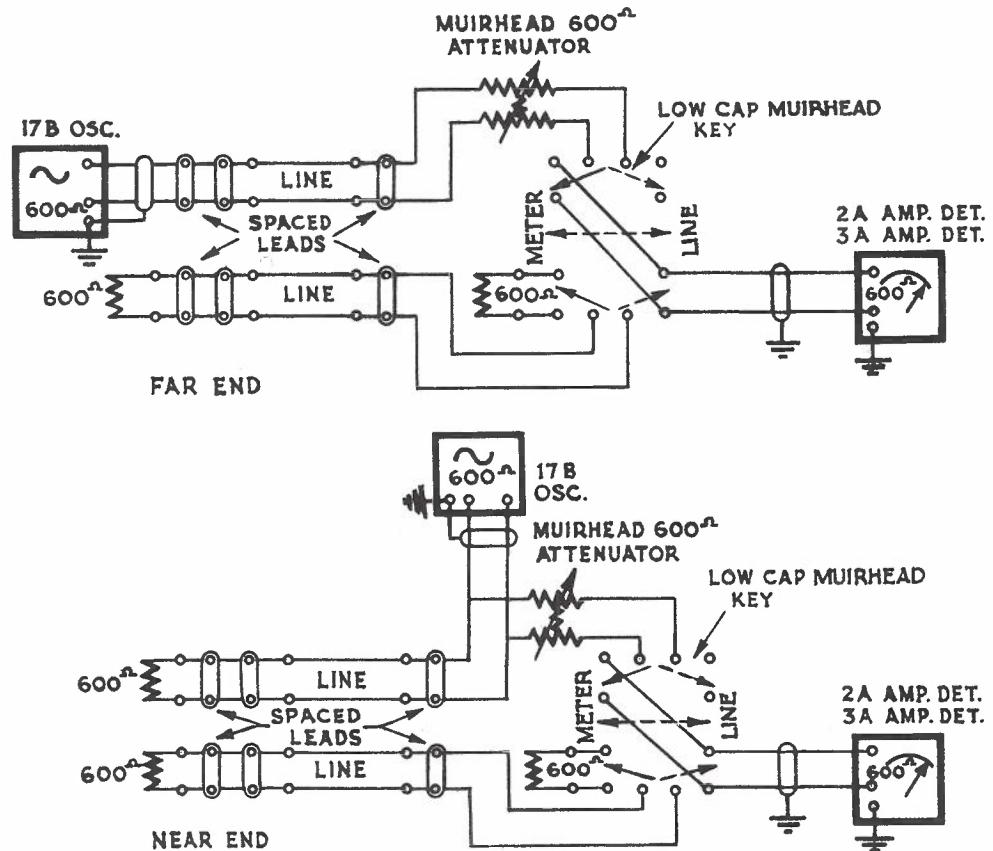 MUIRHEAD 600Ω
ATTENUATOR
17B OSC.
LOW CAP MUIRHEAD
KEY
600Ω
LINE
SPACED
LEADS
METER
LINE
2A AMP. DET.
3A AMP. DET.
600Ω
LINE
600Ω
600Ω
FAR END
600Ω
17B
OSC.
MUIRHEAD 600Ω
ATTENUATOR
LOW CAP MUIRHEAD
KEY
600Ω
LINE
SPACED
LEADS
METER
LINE
2A AMP. DET.
3A AMP. DET.
600Ω
LINE
600Ω
600Ω
NEAR END